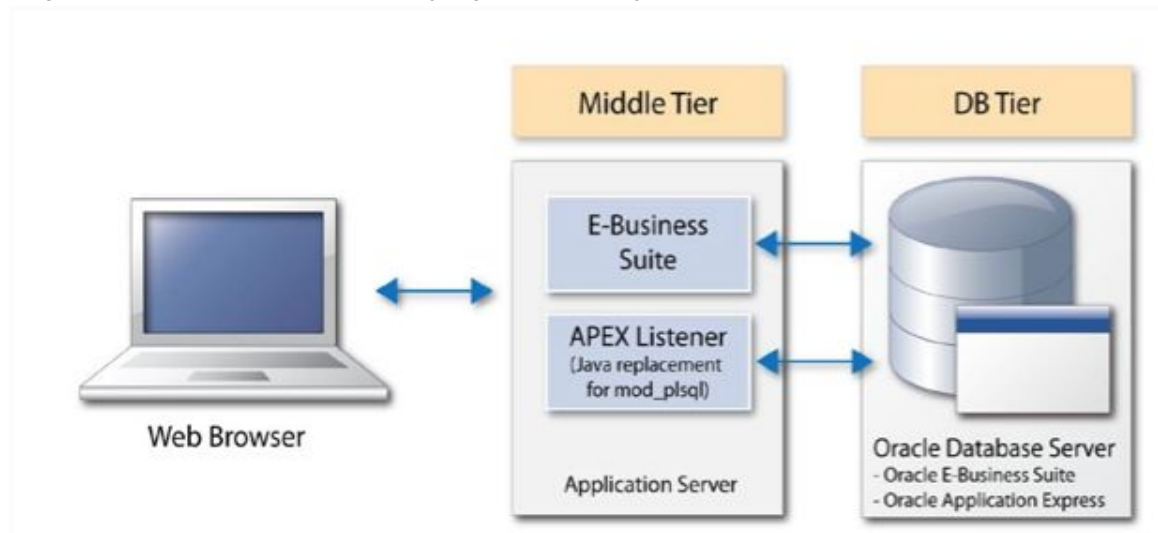 Middle Tier
DB Tier
E-Business
Suite
APEX Listener
(Java replacement
for mod_plsql)
Web Browser
Application Server
Oracle Database Server
- Oracle E-Business Suite
- Oracle Application Express